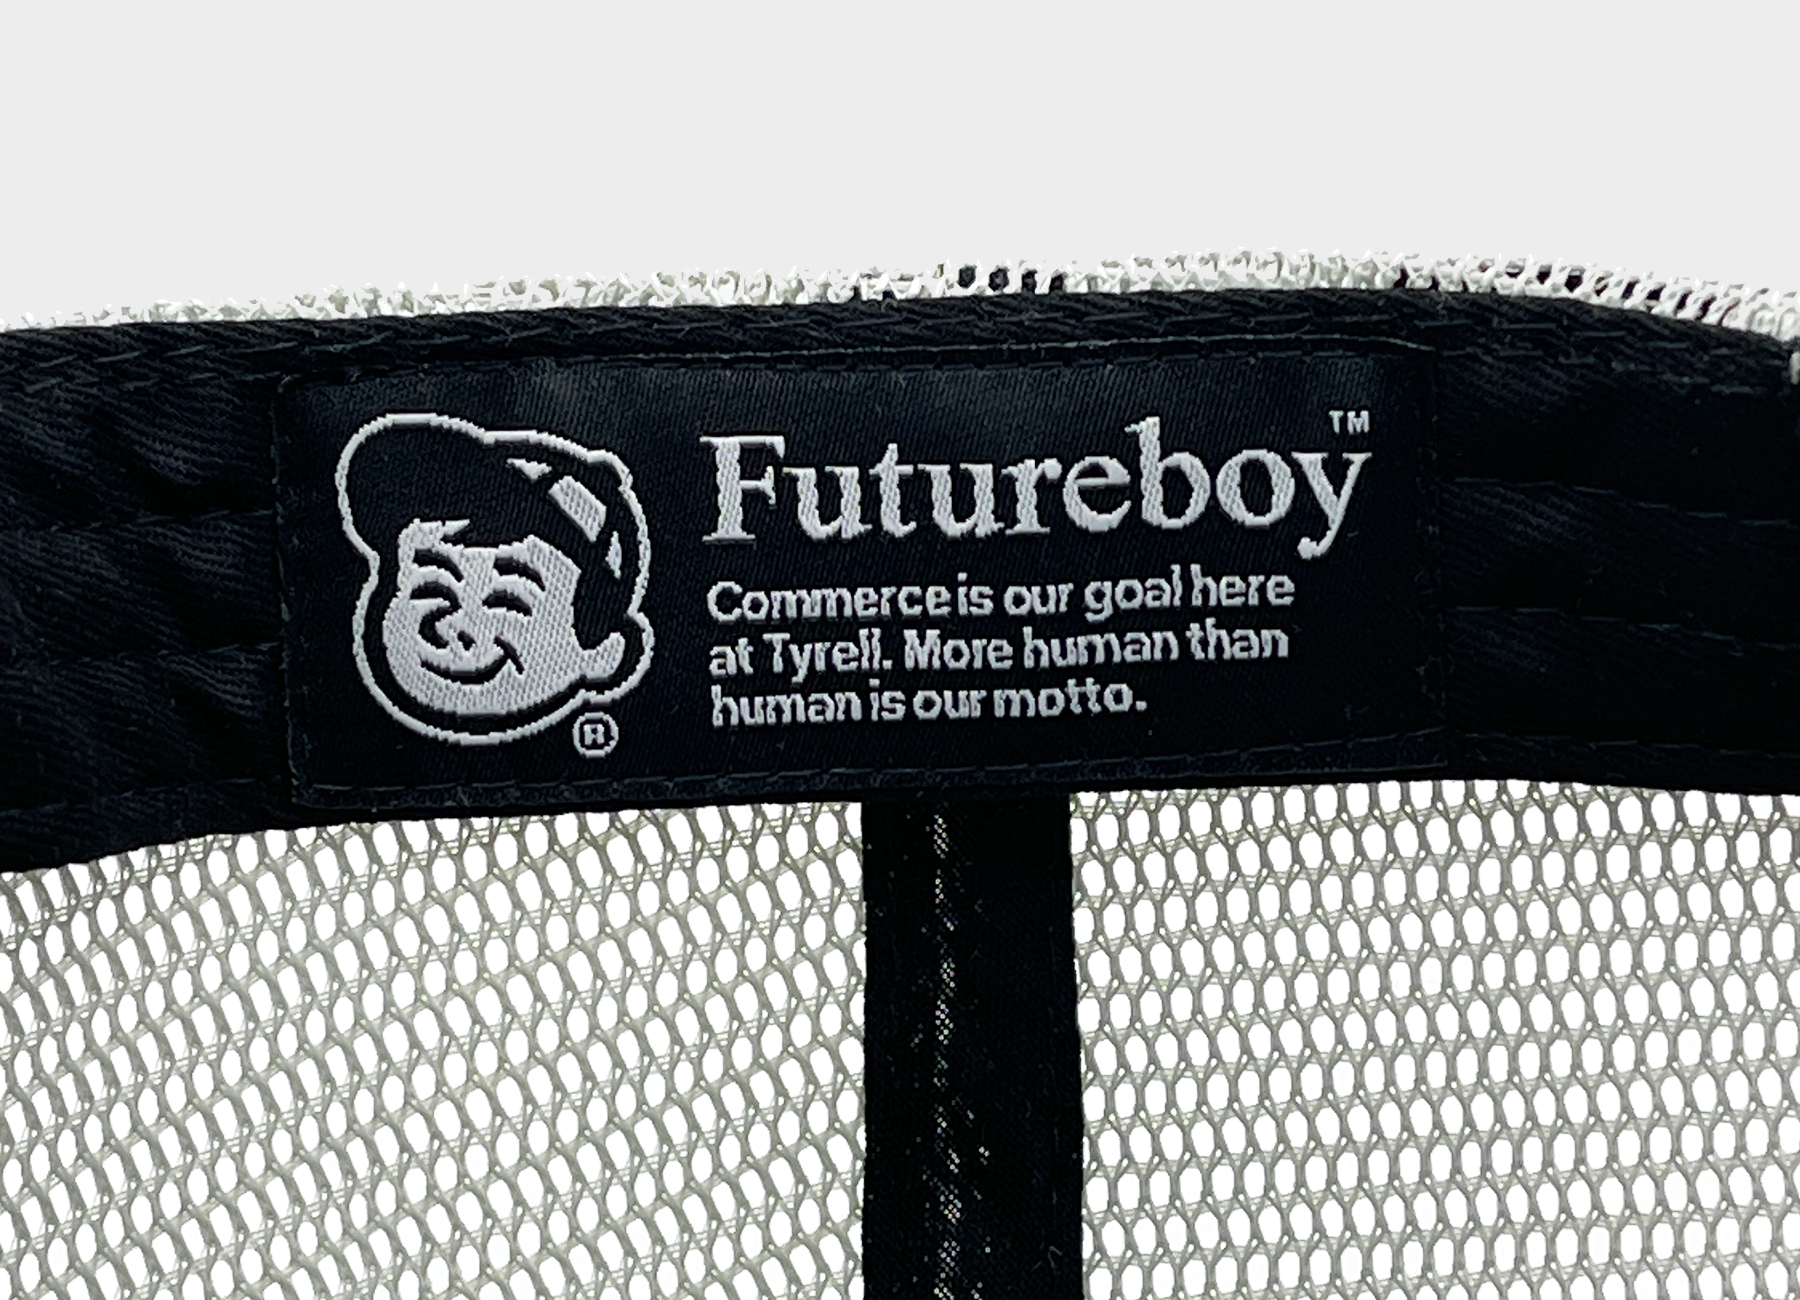 Futureboy™
Commerce is our goal here
at Tyrell. More human than
human is our motto.
®